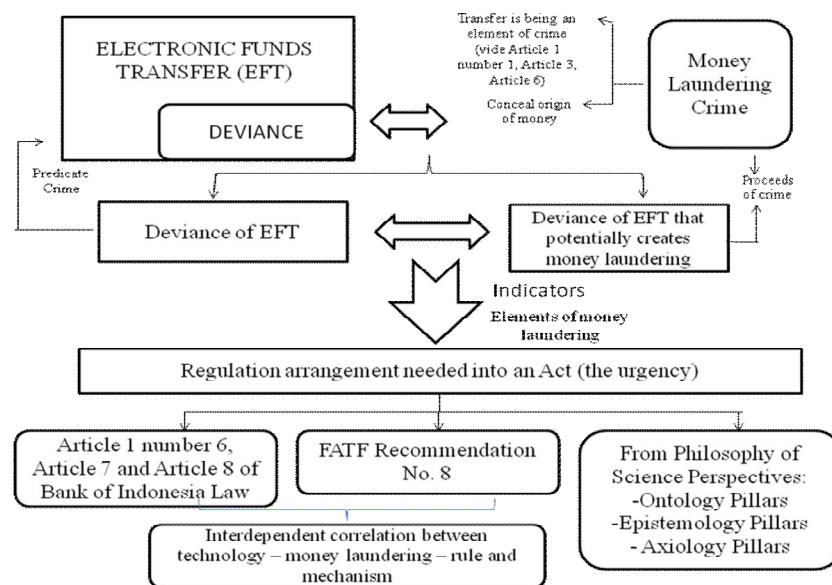 ELECTRONIC FUNDS
TRANSFER (EFT)
DEVIANCE
Transfer is being an
element of crime
(vide Article 1
number 1, Article 3,
Article 6)
Conceal origin
of money
Money
Laundering
Crime
Predicate
Crime
Proceeds
of crime
Deviance of EFT
Deviance of EFT that
potentially creates
money laundering
Indicators
Elements of money
laundering
Regulation arrangement needed into an Act (the urgency)
Article 1 number 6,
Article 7 and Article 8 of
Bank of Indonesia Law
FATF Recommendation
No. 8
From Philosophy of
Science Perspectives:
-Ontology Pillars
-Epistemology Pillars
- Axiology Pillars
Interdependent correlation between
technology – money laundering – rule and
mechanism